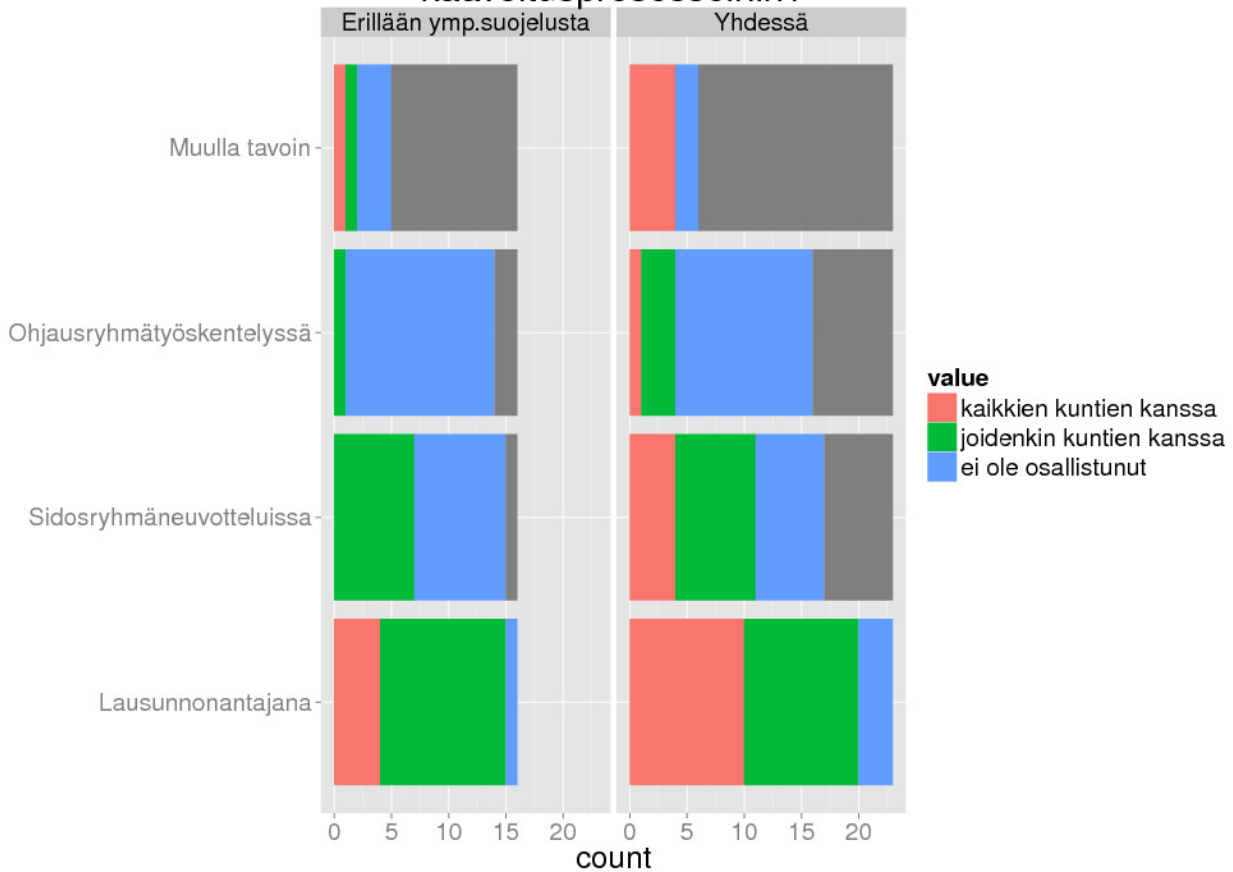 Erillään ymp.suojelusta Yhdessä
Muulla tavoin
Ohjausryhmätyöskentelyssä
Sidosryhmäneuvotteluissa
Lausunnonantajana
value
kaikkien kuntien kanssa
joidenkin kuntien kanssa
ei ole osallistunut
0 5 10 15 20 0 5 10 15 20
count